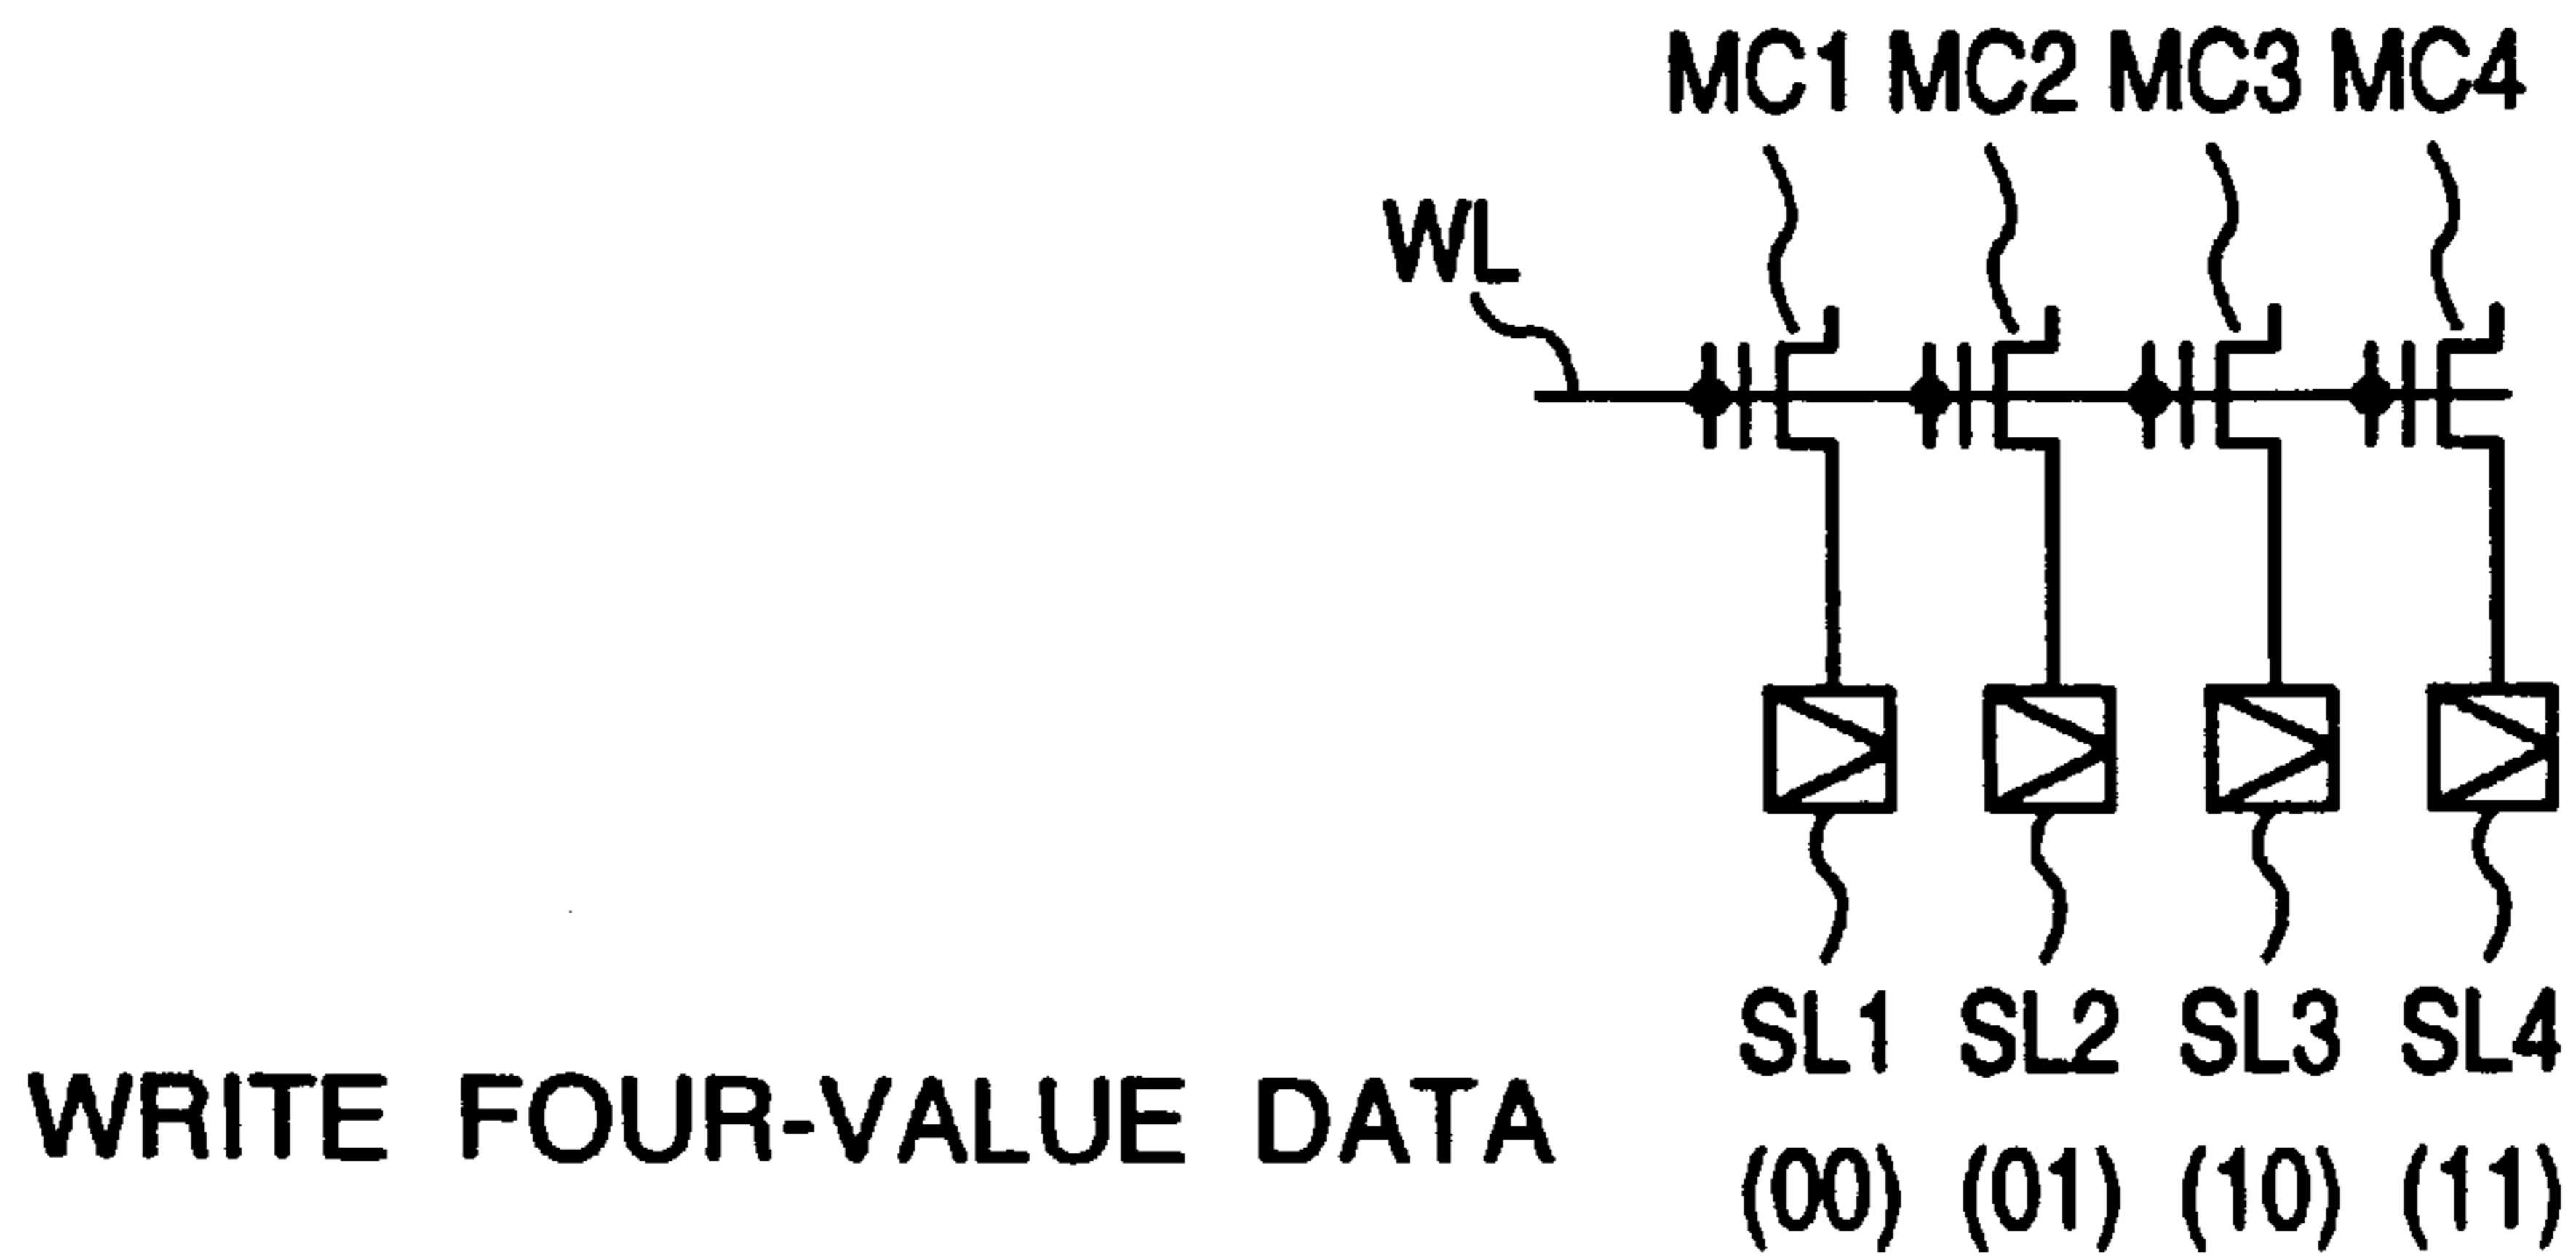 MC1 MC2 MC3 MC4
WL
SL1 SL2 SL3 SL4
WRITE FOUR-VALUE DATA
(00) (01) (10) (11)